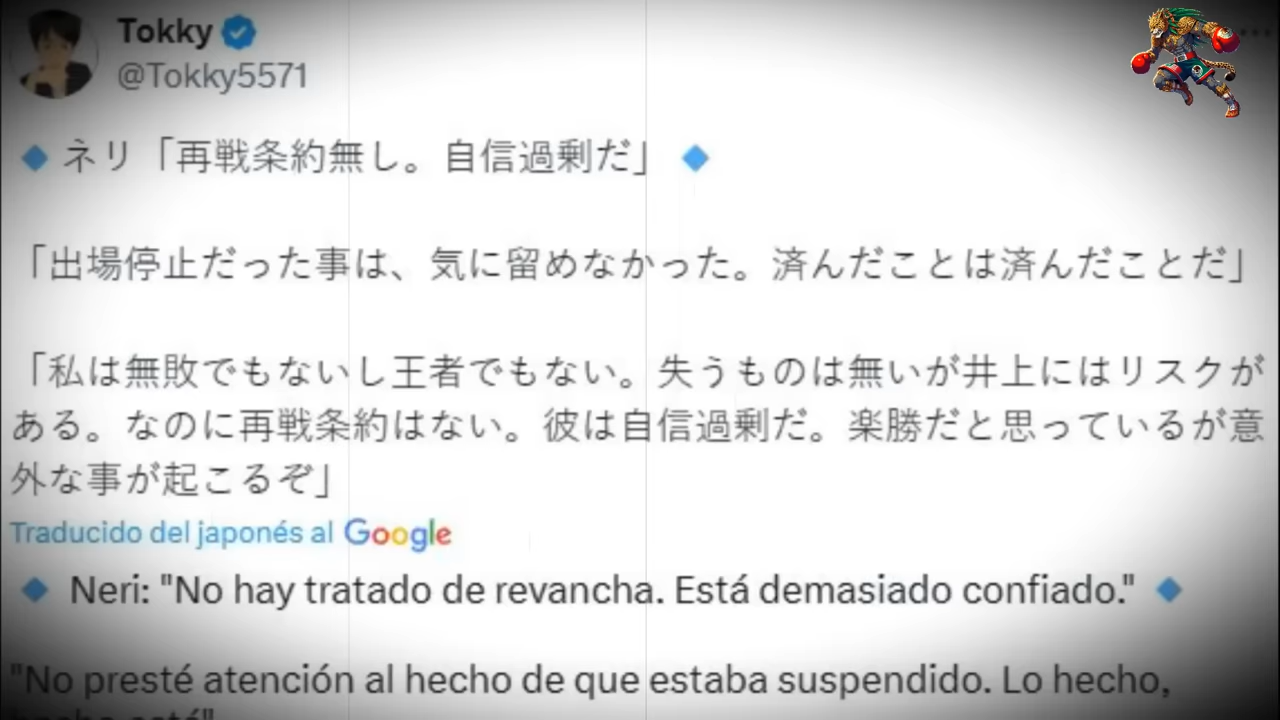 Tokky
@Tokky5571
🔹ネリ「再戦条約無し。自信過剰だ」🔹
「出場停止だった事は、気に留めなかった。済んだことは済んだことだ」
「私は無敗でもないし王者でもない。失うものは無いが井上にはリスクが
ある。なのに再戦条約はない。彼は自信過剰だ。楽勝だと思っているが意
外な事が起こるぞ」
Traducido del japonés al Google
🔹 Neri: "No hay tratado de revancha. Está demasiado confiado." 🔹
"No presté atención al hecho de que estaba suspendido. Lo hecho,